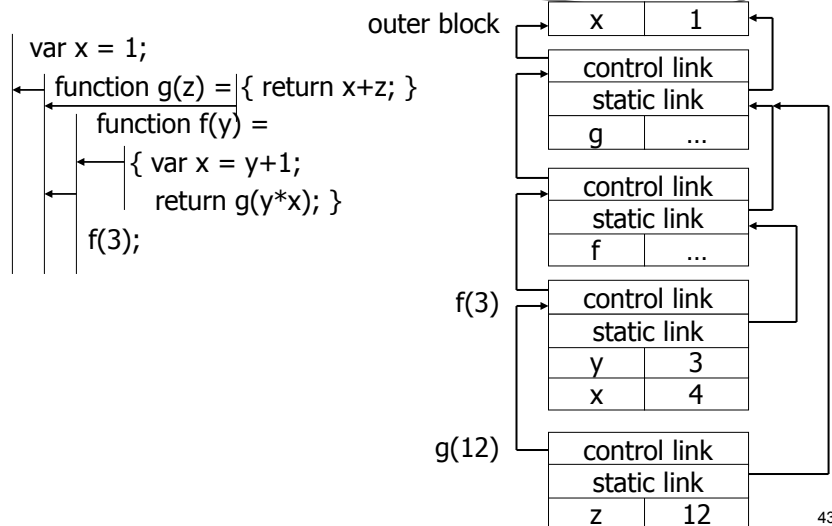 var x = 1;
function g(z) = { return x+z; }
function f(y) =
{ var x = y+1;
return g(y*x); }
f(3);
outer block
x 1
control link
static link
g ...
control link
static link
f ...
f(3)
control link
static link
y 3
x 4
g(12)
control link
static link
z 12
43